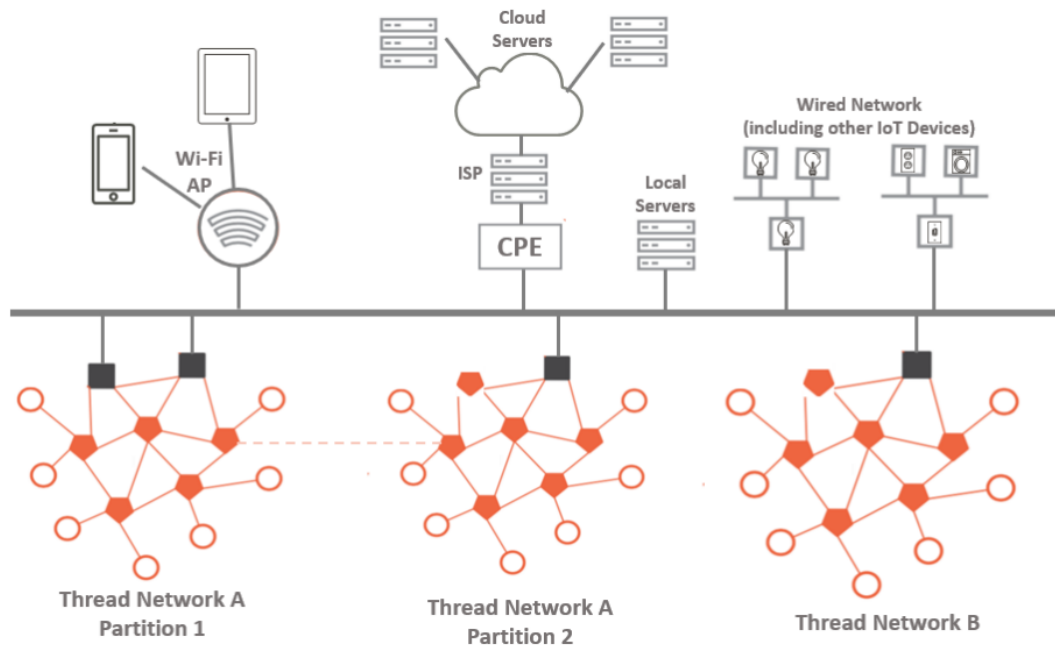 Cloud
Servers
Wi-Fi
AP
ISP
CPE
Local
Servers
Wired Network
(including other IoT Devices)
Thread Network A
Partition 1
Thread Network A
Partition 2
Thread Network B